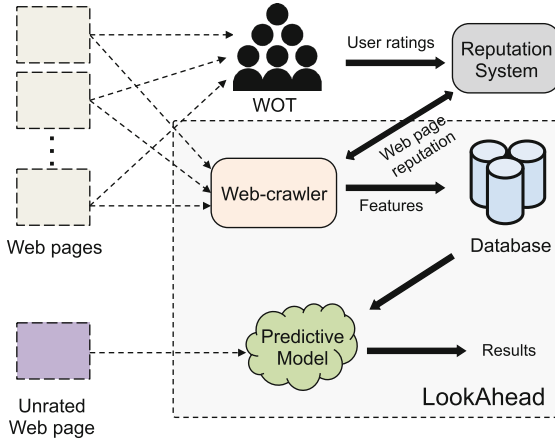 User ratings
Reputation
System
WOT
Web page
reputation
Web-crawler
Features
Web pages
Database
Predictive
Model
Results
LookAhead
Unrated
Web page